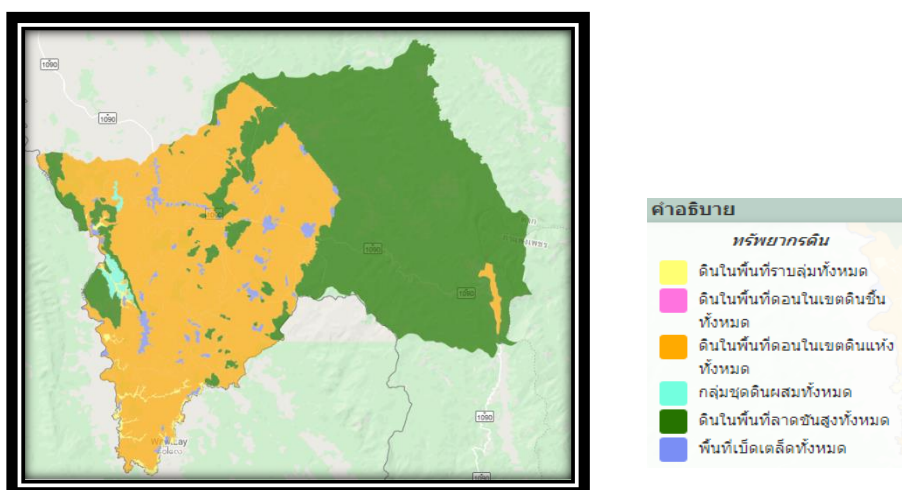 1090
1090
1090
1090
1090
1090
1090
คำอธิบาย
ทรัพยากรดิน
ดินในพื้นที่ราบลุ่มทั้งหมด
ดินในพื้นที่ดอนในเขตดินชื้น
ทั้งหมด
ดินในพื้นที่ดอนในเขตดินแห้ง
ทั้งหมด
กลุ่มชุดดินผสมทั้งหมด
ดินในพื้นที่ลาดชันสูงทั้งหมด
พื้นที่เบ็ดเตล็ดทั้งหมด